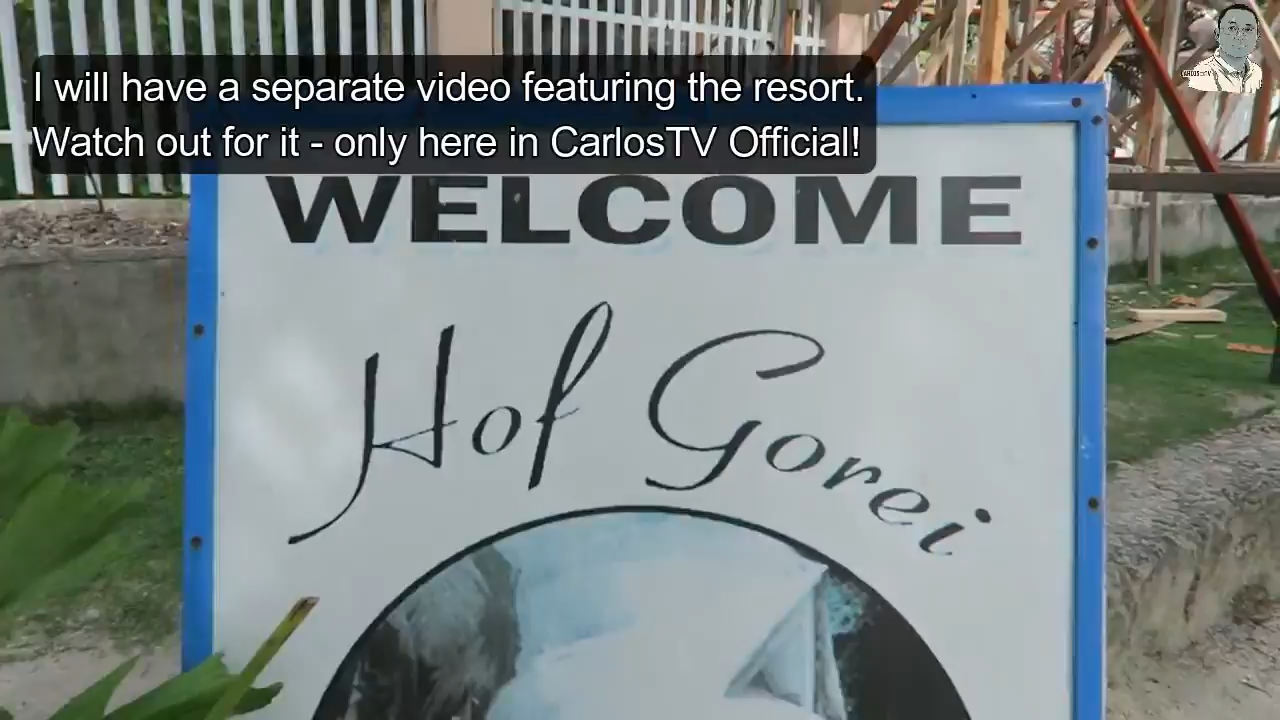 I will have a separate video featuring the resort.
Watch out for it - only here in CarlosTV Official!
WELCOME
Hof Gorei